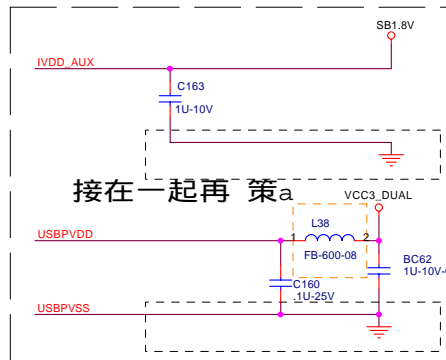 SB1.8V
IVDD_AUX
C163
1U-10V
接在一起再 策a
VCC3_DUAL
L38
USBPVDD
1
2
FB-600-08
BC62
.1U-10V-
C160
.1U-25V
USBPVSS